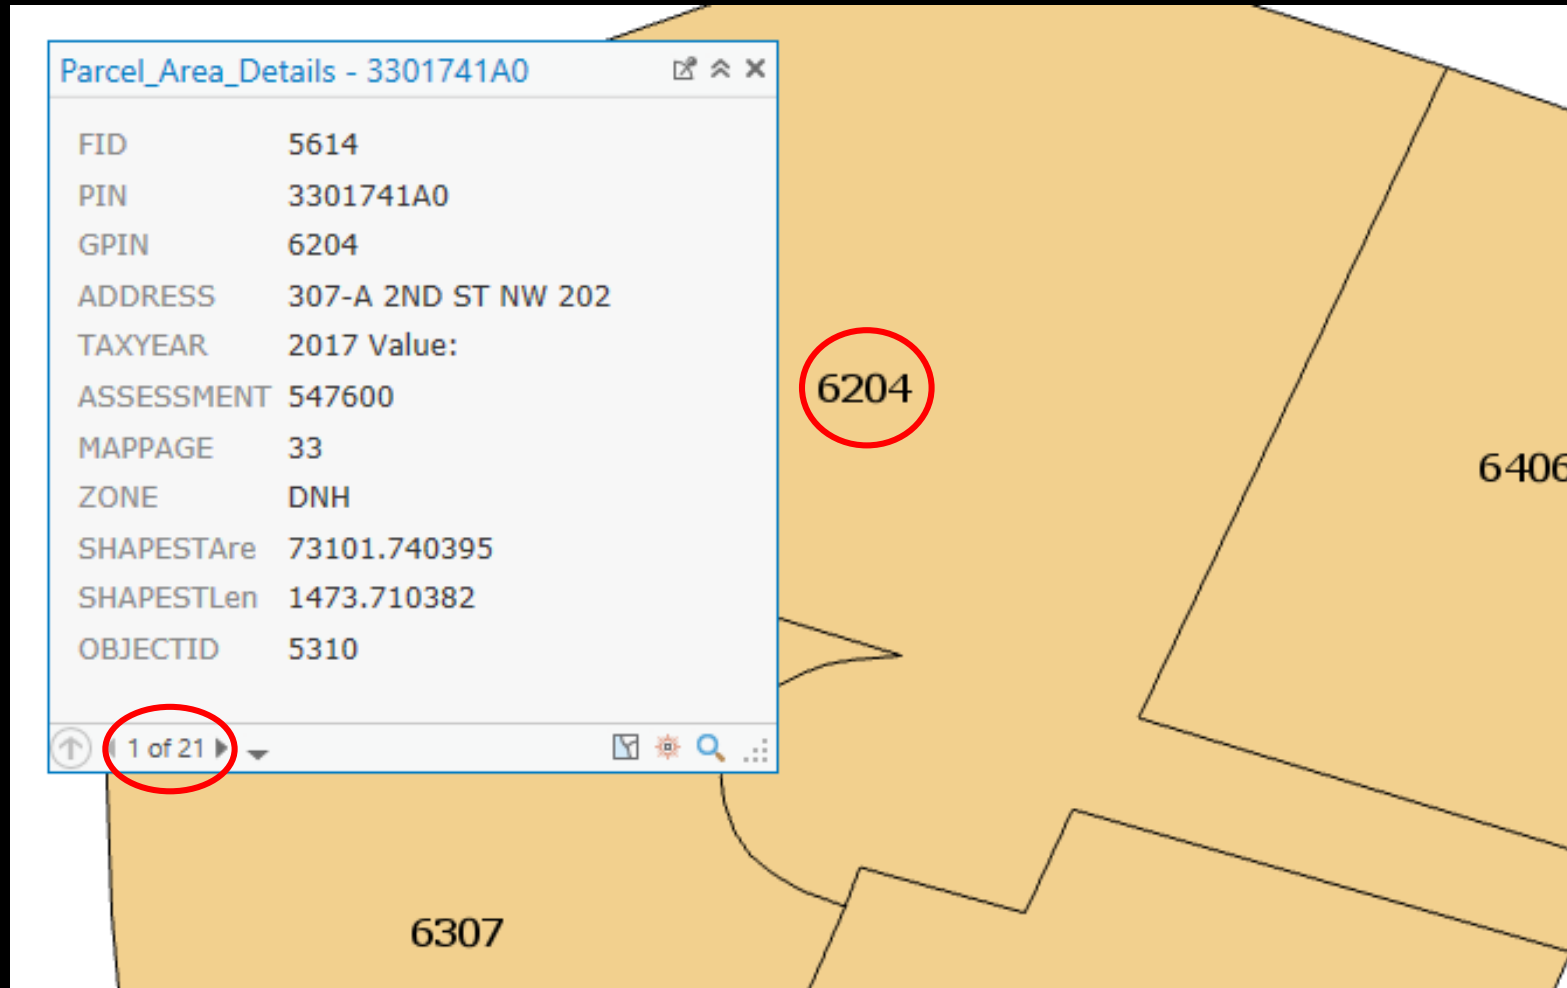 Parcel_Area_Details - 3301741A0
FID 5614
PIN 3301741A0
GPIN 6204
ADDRESS 307-A 2ND ST NW 202
TAXYEAR 2017 Value:
ASSESSMENT 547600
MAPPAGE 33
ZONE DNH
SHAPESTAre 73101.740395
SHAPESTLen 1473.710382
OBJECTID 5310
1 of 21
6204
6406
6307